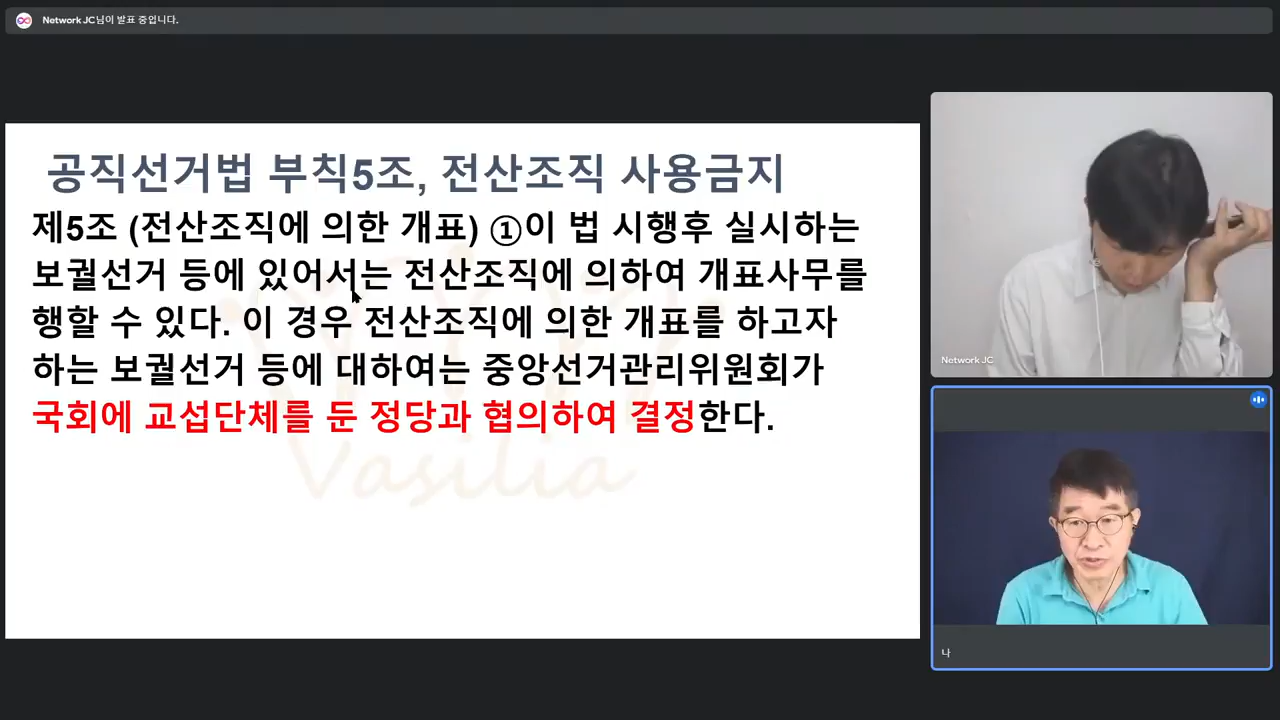 Network JC님이 발표 중입니다.
공직선거법 부칙5조, 전산조직 사용금지
제5조 (전산조직에 의한 개표) ①이 법 시행후 실시하는
보궐선거 등에 있어서는 전산조직에 의하여 개표사무를
행할 수 있다. 이 경우 전산조직에 의한 개표를 하고자
하는 보궐선거 등에 대하여는 중앙선거관리위원회가
국회에 교섭단체를 둔 정당과 협의하여 결정한다.
Vasilia
Network JC
나